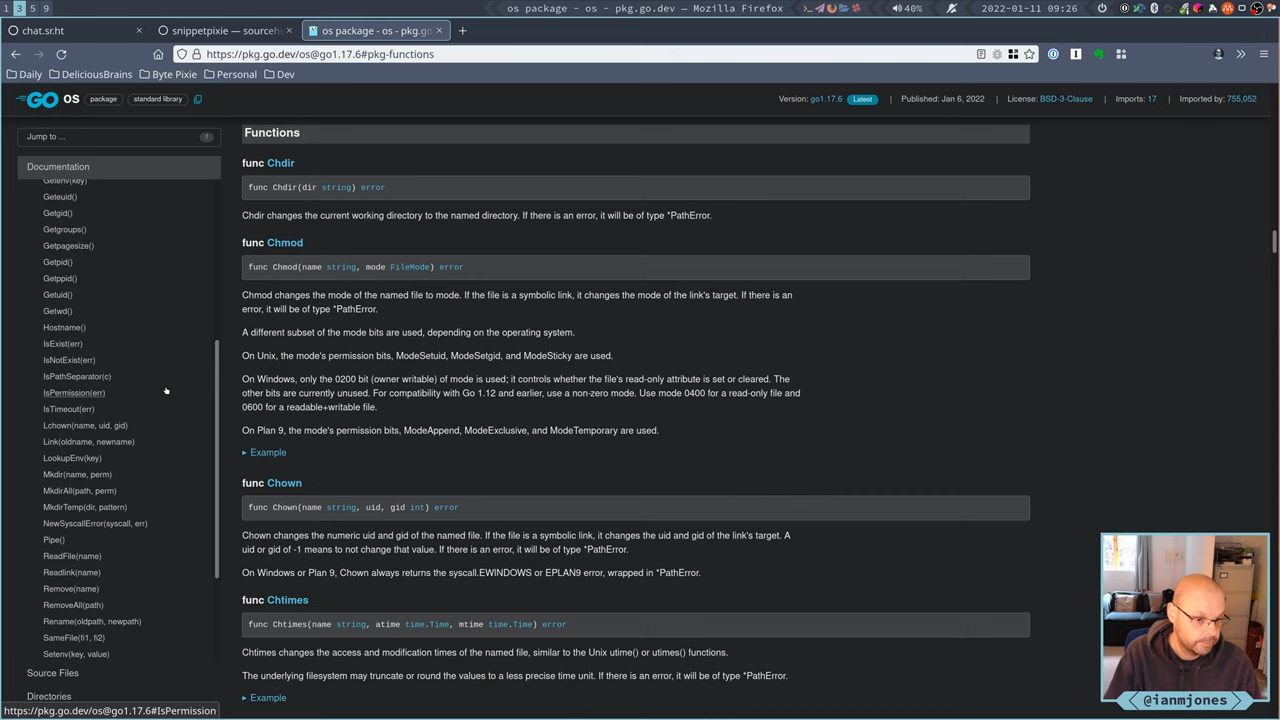 1 3 5 9
os package - os - pkg.go.dev — Mozilla Firefox
40%
2022-01-11 09:26
chat.sr.ht
snippetpixie — sourceh
os package - os - pkg.go
https://pkg.go.dev/os@go1.17.6#pkg-functions
Daily
DeliciousBrains
Byte Pixie
Personal
Dev
GO os package standard library
Version: go1.17.6 Latest | Published: Jan 6, 2022 | License: BSD-3-Clause | Imports: 17 | Imported by: 755,052
Jump to ... f
Documentation
Getenv(key)
Geteuid()
Getgid()
Getgroups()
Getpagesize()
Getpid()
Getppid()
Getuid()
Getwd()
Hostname()
IsExist(err)
IsNotExist(err)
IsPathSeparator(c)
IsPermission(err)
IsTimeout(err)
Lchown(name, uid, gid)
Link(oldname, newname)
LookupEnv(key)
Mkdir(name, perm)
MkdirAll(path, perm)
MkdirTemp(dir, pattern)
NewSyscallError(syscall, err)
Pipe()
ReadFile(name)
Readlink(name)
Remove(name)
RemoveAll(path)
Rename(oldpath, newpath)
SameFile(fi1, fi2)
Setenv(key, value)
Source Files
Directories
https://pkg.go.dev/os@go1.17.6#IsPermission
Functions
func Chdir
func Chdir(dir string) error
Chdir changes the current working directory to the named directory. If there is an error, it will be of type *PathError.
func Chmod
func Chmod(name string, mode FileMode) error
Chmod changes the mode of the named file to mode. If the file is a symbolic link, it changes the mode of the link's target. If there is an
error, it will be of type *PathError.
A different subset of the mode bits are used, depending on the operating system.
On Unix, the mode's permission bits, ModeSetuid, ModeSetgid, and ModeSticky are used.
On Windows, only the 0200 bit (owner writable) of mode is used; it controls whether the file's read-only attribute is set or cleared. The
other bits are currently unused. For compatibility with Go 1.12 and earlier, use a non-zero mode. Use mode 0400 for a read-only file and
0600 for a readable+writable file.
On Plan 9, the mode's permission bits, ModeAppend, ModeExclusive, and ModeTemporary are used.
▸ Example
func Chown
func Chown(name string, uid, gid int) error
Chown changes the numeric uid and gid of the named file. If the file is a symbolic link, it changes the uid and gid of the link's target. A
uid or gid of -1 means to not change that value. If there is an error, it will be of type *PathError.
On Windows or Plan 9, Chown always returns the syscall.EWINDOWS or EPLAN9 error, wrapped in *PathError.
func Chtimes
func Chtimes(name string, atime time.Time, mtime time.Time) error
Chtimes changes the access and modification times of the named file, similar to the Unix utime() or utimes() functions.
The underlying filesystem may truncate or round the values to a less precise time unit. If there is an error, it will be of type *PathError.
▸ Example
@ianmjones